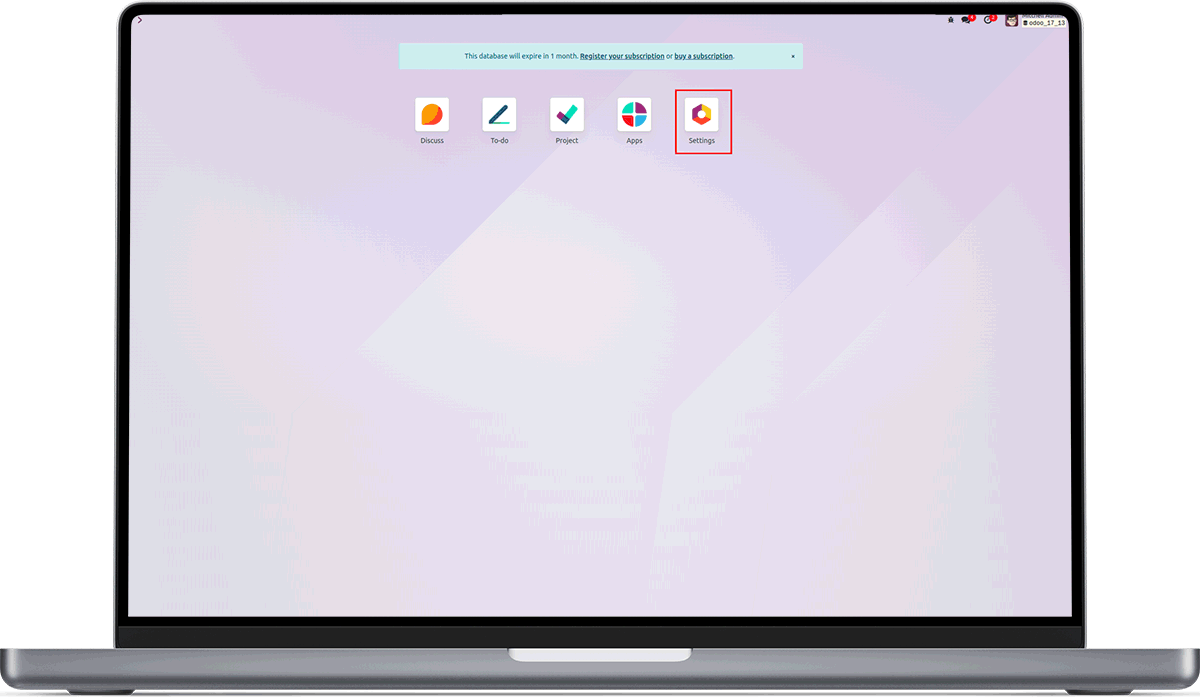 Mitchell Admin
odoo_17_13
This database will expire in 1 month. Register your subscription or buy a subscription.
Discuss
To-do
Project
Apps
Settings